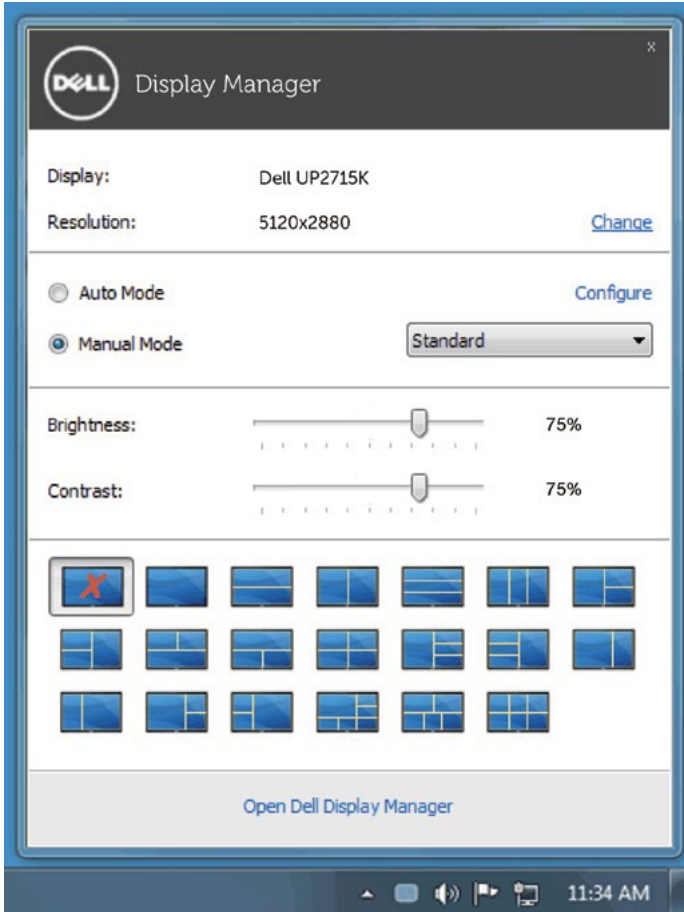 x
DELL Display Manager
Display: Dell UP2715K
Resolution: 5120x2880 Change
Auto Mode Configure
Manual Mode Standard
Brightness: 75%
Contrast: 75%
Open Dell Display Manager
11:34 AM